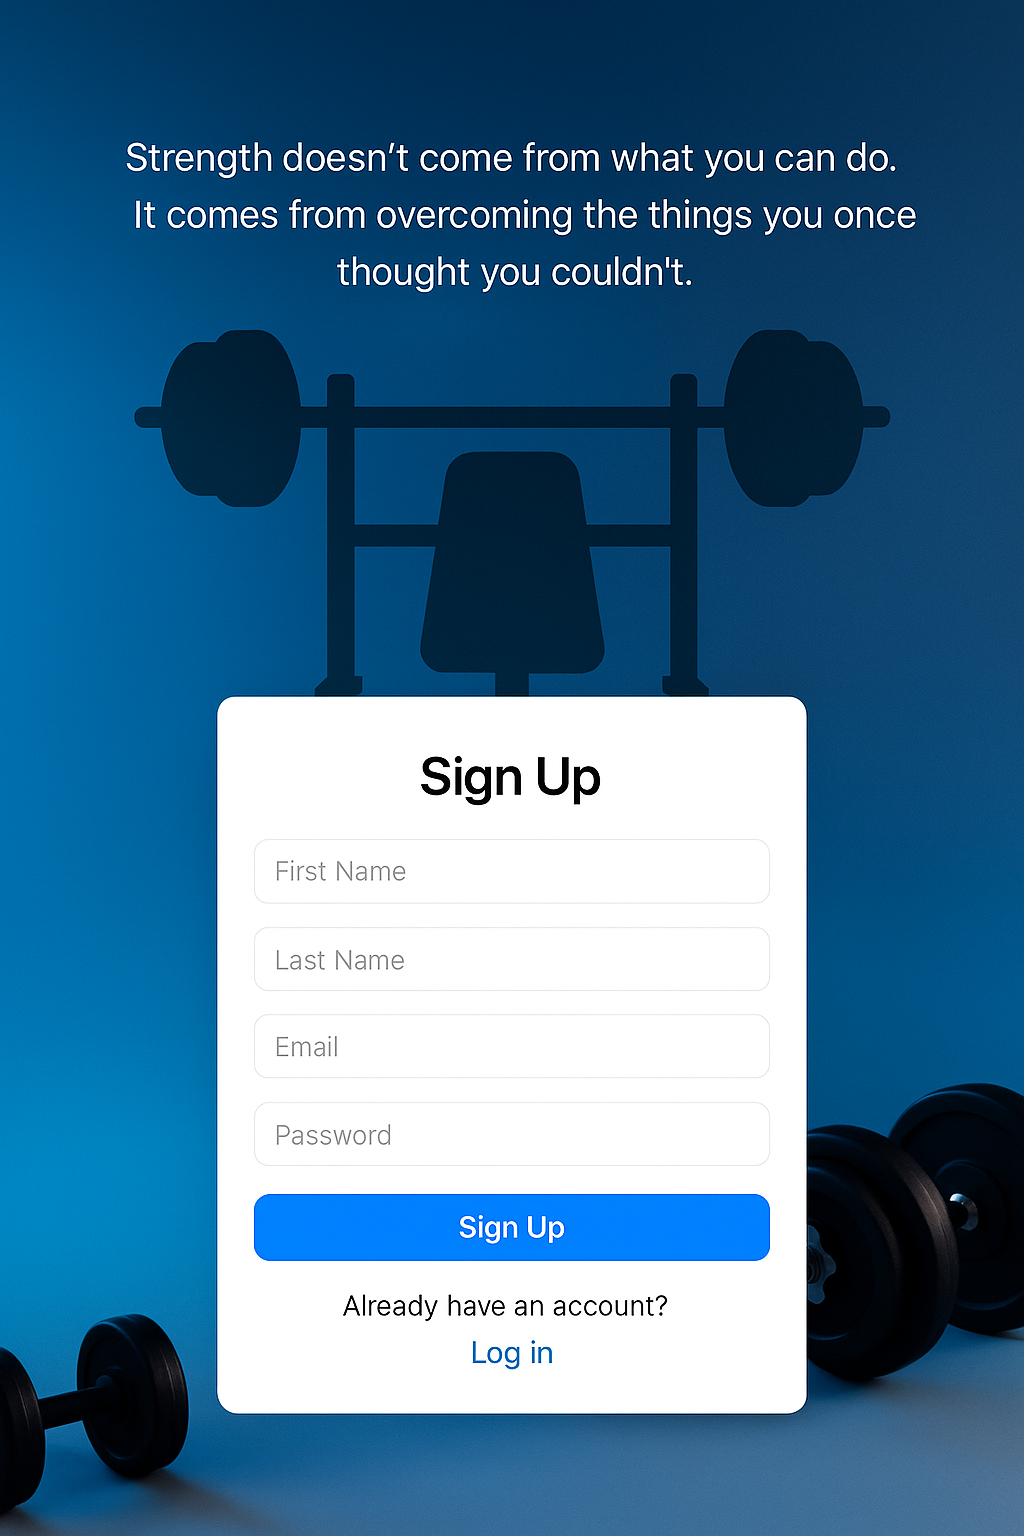 Strength doesn’t come from what you can do.
It comes from overcoming the things you once
thought you couldn't.
Sign Up
First Name
Last Name
Email
Password
Sign Up
Already have an account?
Log in